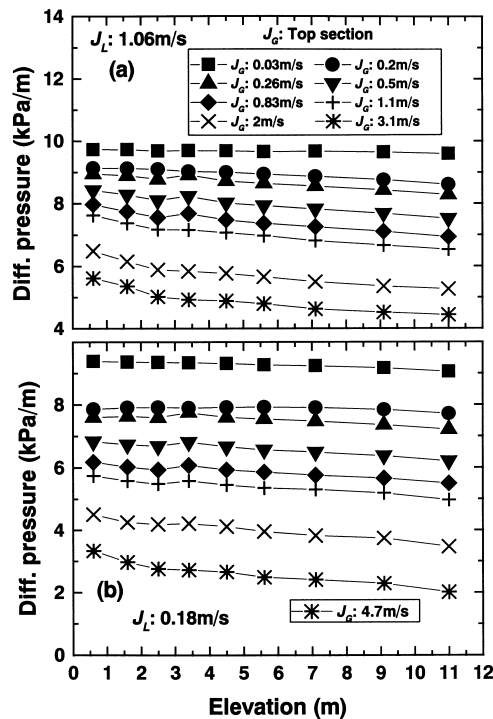 J_L: 1.06m/s
J_G: Top section
(a)
J_G: 0.03m/s
J_G: 0.2m/s
J_G: 0.26m/s
J_G: 0.5m/s
J_G: 0.83m/s
J_G: 1.1m/s
J_G: 2m/s
J_G: 3.1m/s
14
12
10
8
6
4
Diff. pressure (kPa/m)
8
6
4
2
0
Diff. pressure (kPa/m)
(b)
J_L: 0.18m/s
J_G: 4.7m/s
0 1 2 3 4 5 6 7 8 9 10 11 12
Elevation (m)